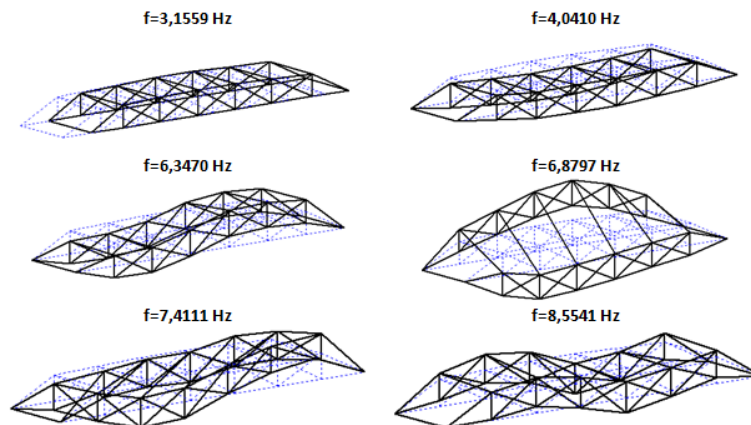 f=3,1559 Hz
f=4,0410 Hz
f=6,3470 Hz
f=6,8797 Hz
f=7,4111 Hz
f=8,5541 Hz